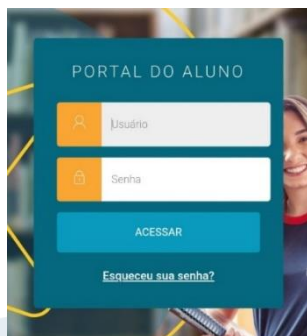 PORTAL DO ALUNO
Usuário
Senha
ACESSAR
Esqueceu sua senha?